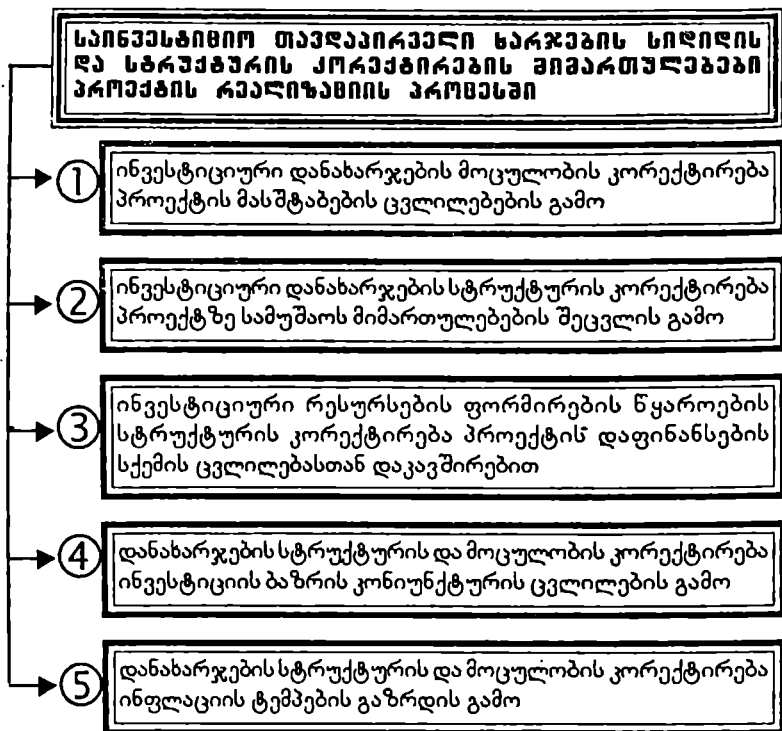 საინვესტიციო თავდაპირველი ხარჯების სიდიდის
და სტრუქტურის კორექტირების მიმართულებები
პროექტის რეალიზაციის პროცესში
① ინვესტიციური დანახარჯების მოცულობის კორექტირება
პროექტის მასშტაბების ცვლილებების გამო
② ინვესტიციური დანახარჯების სტრუქტურის კორექტირება
პროექტზე სამუშაოს მიმართულებების შეცვლის გამო
③ ინვესტიციური რესურსების ფორმირების წყაროების
სტრუქტურის კორექტირება პროექტის დაფინანსების
სქემის ცვლილებასთან დაკავშირებით
④ დანახარჯების სტრუქტურის და მოცულობის კორექტირება
ინვესტიციის ბაზრის კონიუნქტურის ცვლილების გამო
⑤ დანახარჯების სტრუქტურის და მოცულობის კორექტირება
ინფლაციის ტემპების გაზრდის გამო